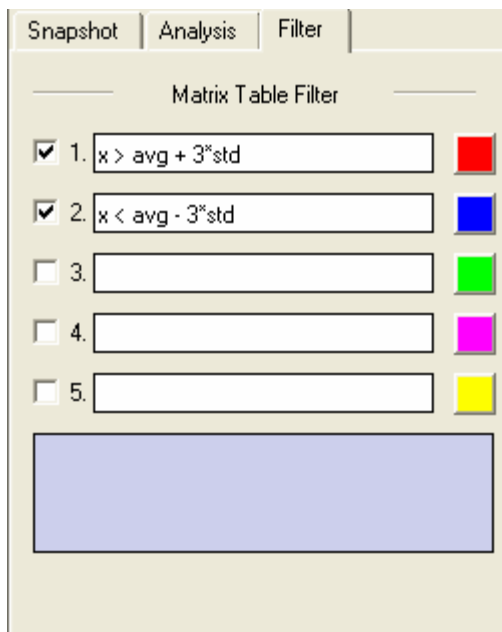 Snapshot Analysis Filter
Matrix Table Filter
1. x > avg + 3*std
2. x < avg - 3*std
3.
4.
5.